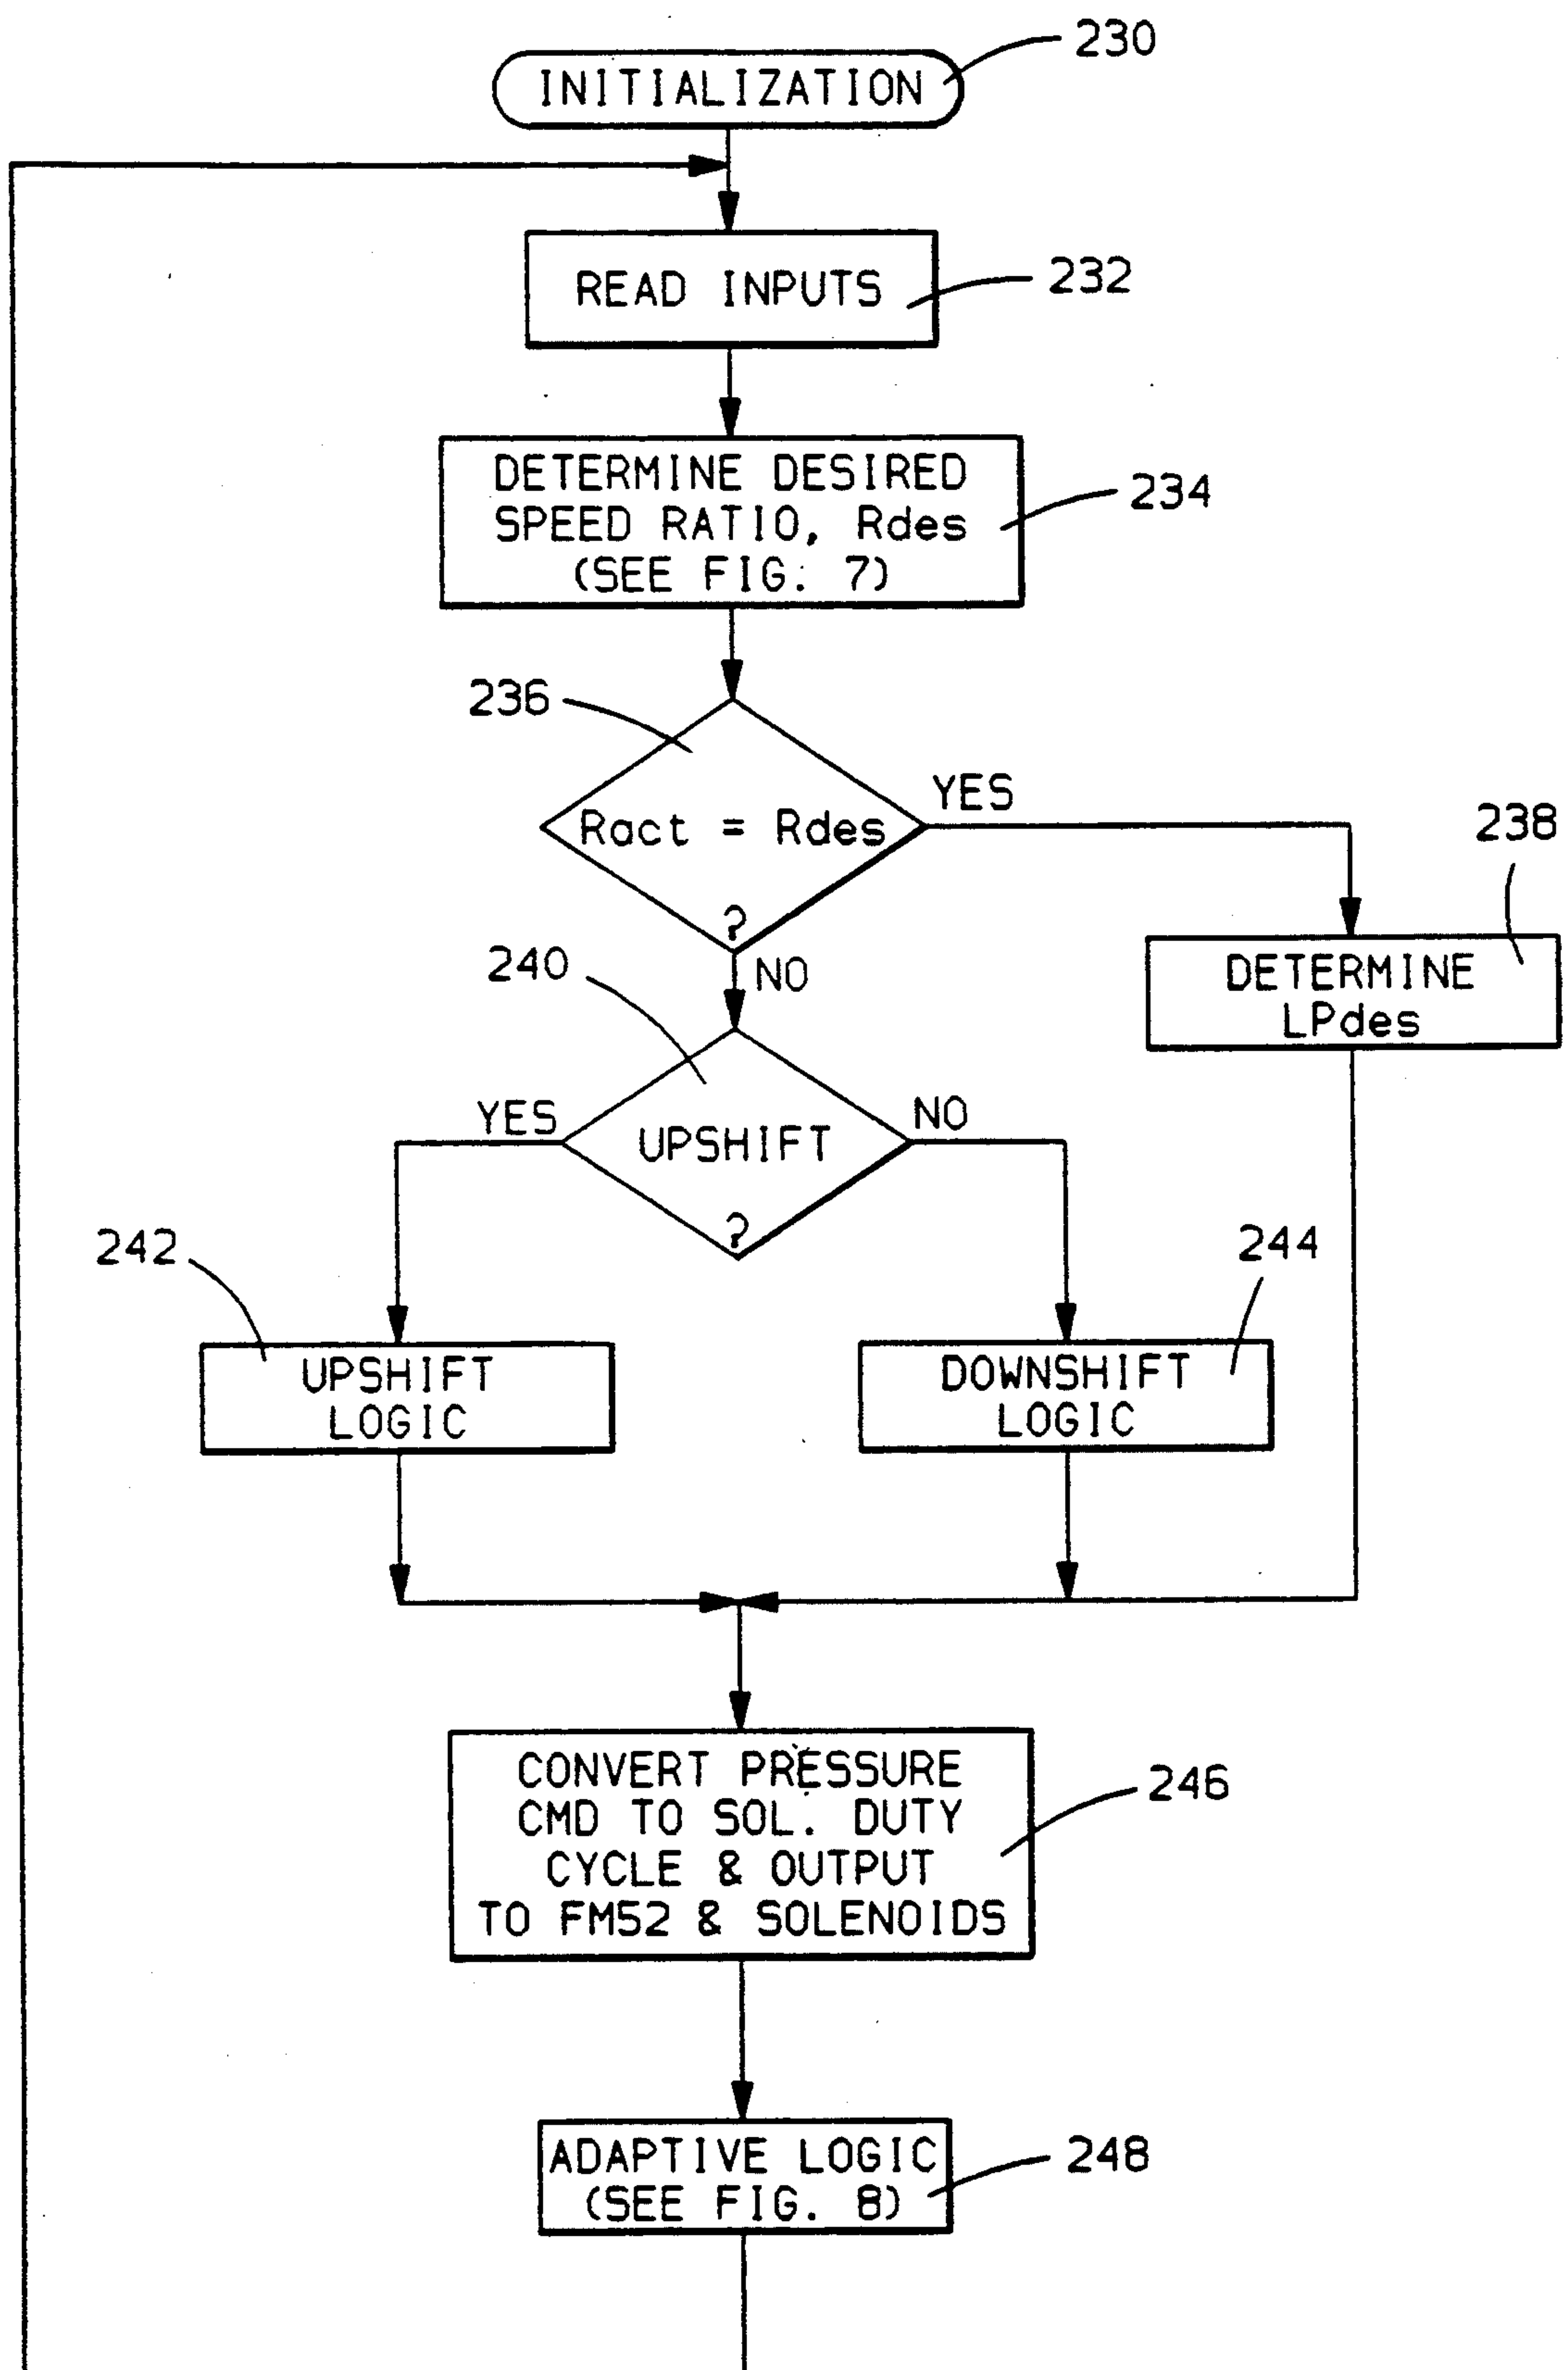 230
INITIALIZATION
READ INPUTS
232
DETERMINE DESIRED
SPEED RATIO, Rdes
(SEE FIG. 7)
234
236
Ract = Rdes
?
YES
NO
238
DETERMINE
LPdes
240
UPSHIFT
?
YES
NO
242
UPSHIFT
LOGIC
244
DOWNSHIFT
LOGIC
CONVERT PRESSURE
CMD TO SOL. DUTY
CYCLE & OUTPUT
TO FM52 & SOLENOIDS
246
ADAPTIVE LOGIC
(SEE FIG. 8)
248